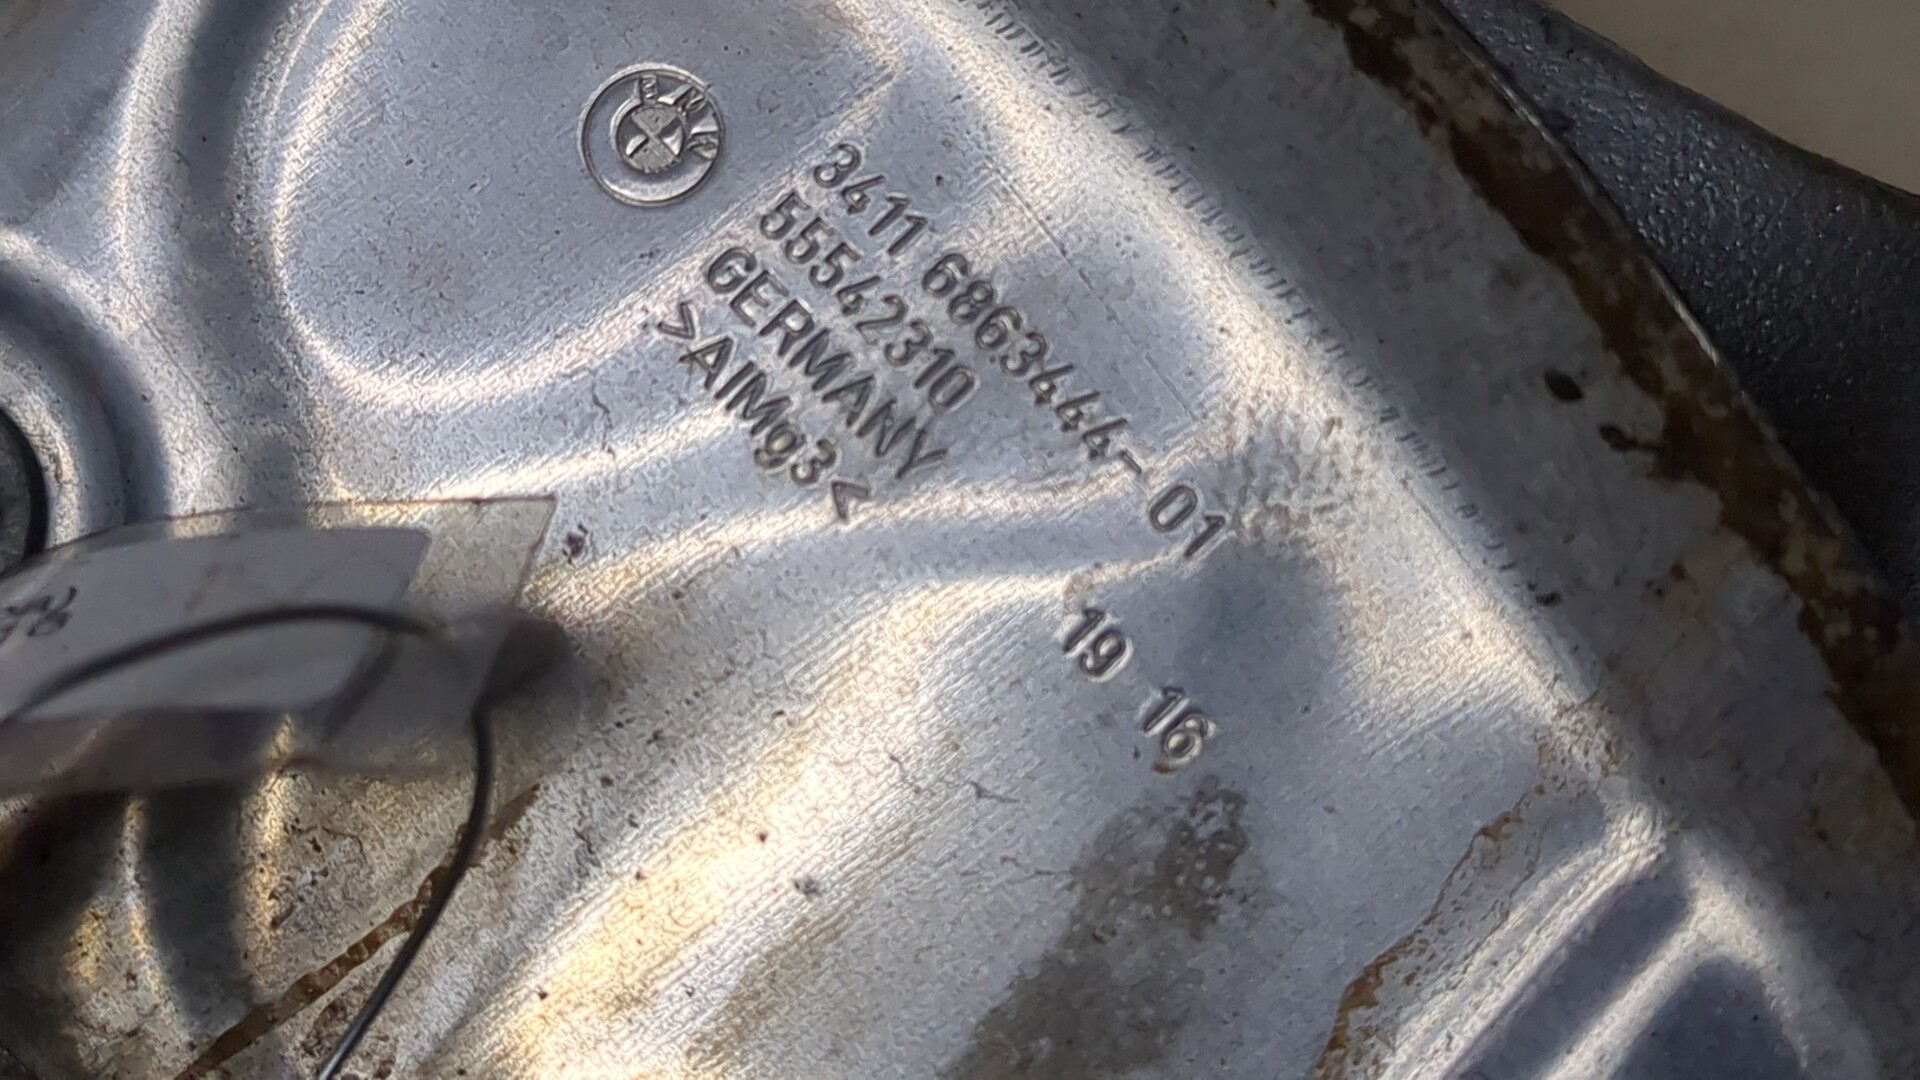 BMW
3411 6863444-01
55542310
GERMANY
>AlMg3<
19 16